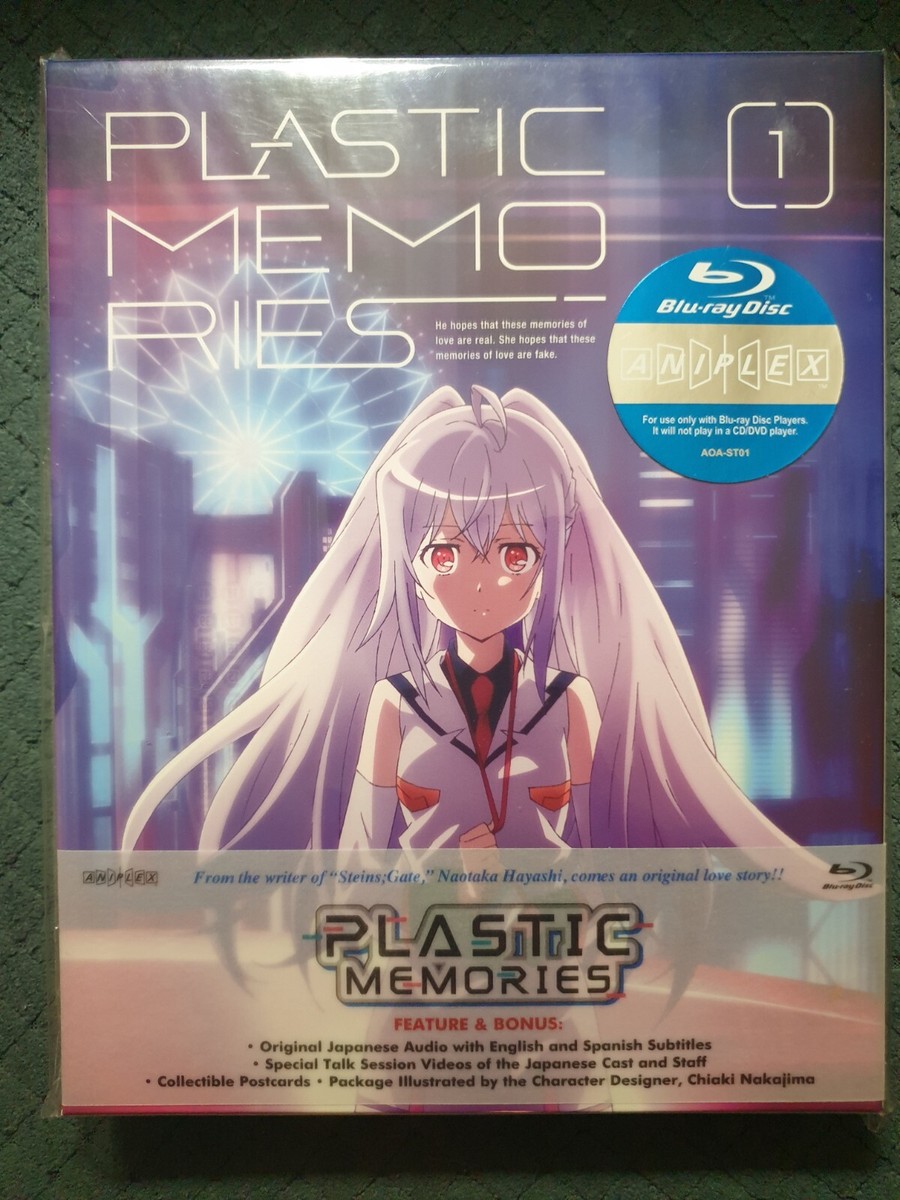 PLASTIC
MEMO
RIES
1
He hopes that these memories of
love are real. She hopes that these
memories of love are fake.
Blu-ray Disc™
ANIPLEX™
For use only with Blu-ray Disc Players.
It will not play in a CD/DVD player.
AOA-ST01
ANIPLEX
From the writer of “Steins;Gate,” Naotaka Hayashi, comes an original love story!!
Blu-ray Disc
PLASTIC
MEMORIES
FEATURE & BONUS:
• Original Japanese Audio with English and Spanish Subtitles
• Special Talk Session Videos of the Japanese Cast and Staff
• Collectible Postcards • Package Illustrated by the Character Designer, Chiaki Nakajima